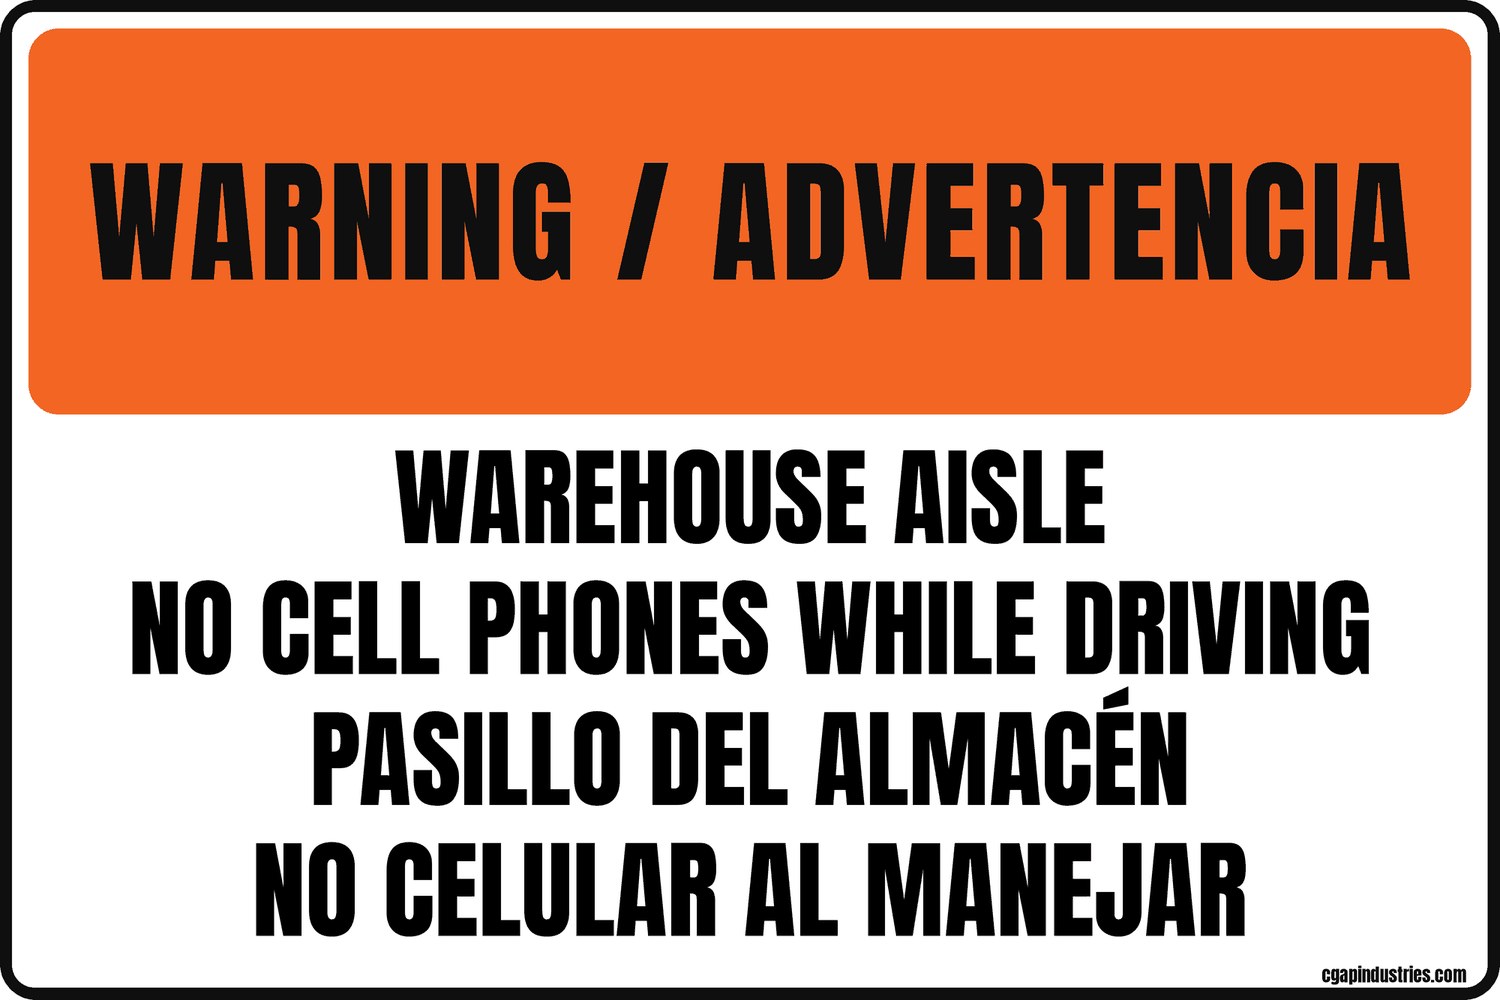 WARNING / ADVERTENCIA
WAREHOUSE AISLE
NO CELL PHONES WHILE DRIVING
PASILLO DEL ALMACÉN
NO CELULAR AL MANEJAR
cgapindustries.com